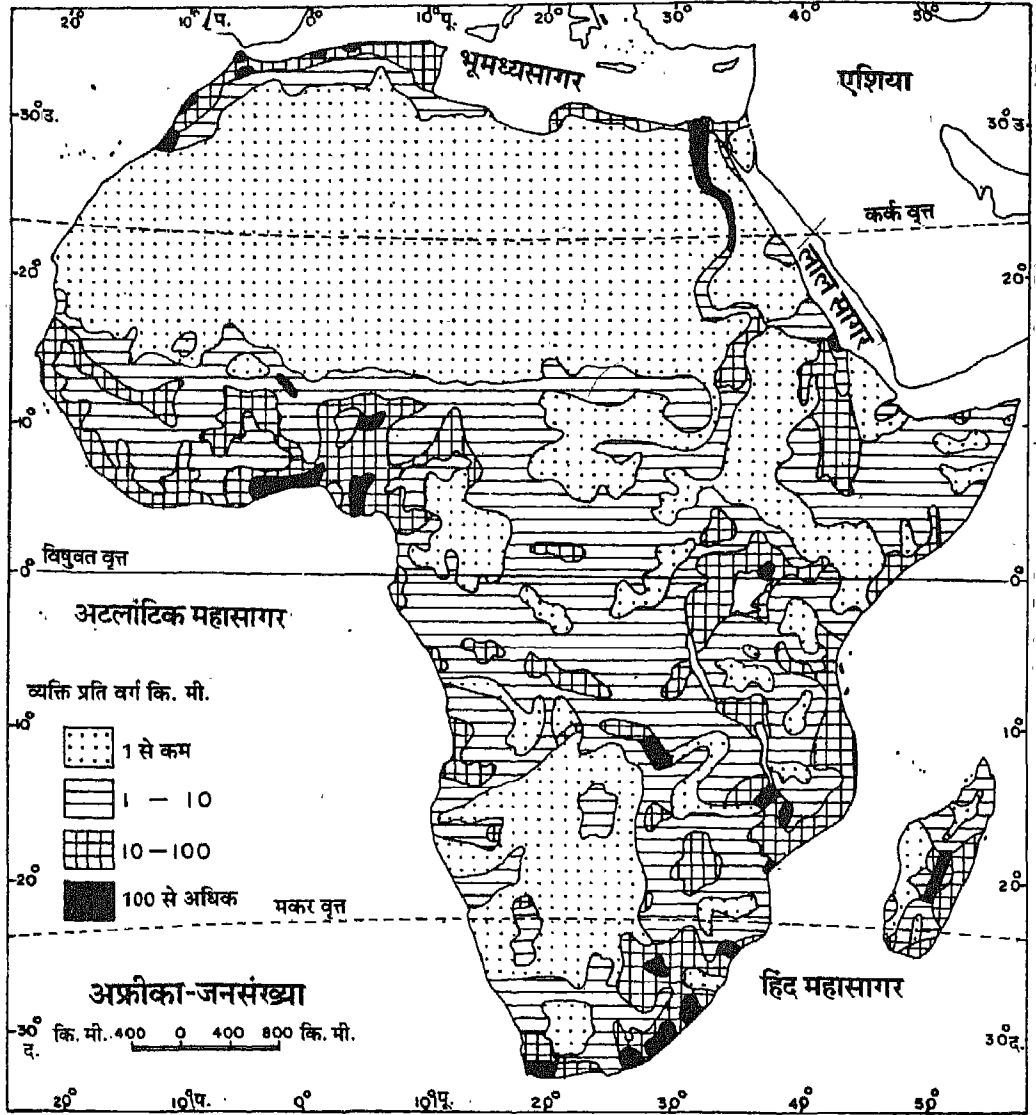 20° प. 10° प. 0° 10° पू. 20° 30° 40° 50°
भूमध्यसागर
एशिया
30° उ.
30° उ.
कर्क वृत्त
20°
20°
लाल सागर
10°
विषुवत वृत्त
0°
0°
अटलांटिक महासागर
व्यक्ति प्रति वर्ग कि. मी.
10°
10°
1 से कम
1 – 10
10–100
100 से अधिक
20°
20°
मकर वृत्त
अफ्रीका-जनसंख्या
हिंद महासागर
कि. मी. 400 0 400 800 कि. मी.
30° द.
30° द.
20° 10° प. 0° 10° पू. 20° 30° 40° 50°